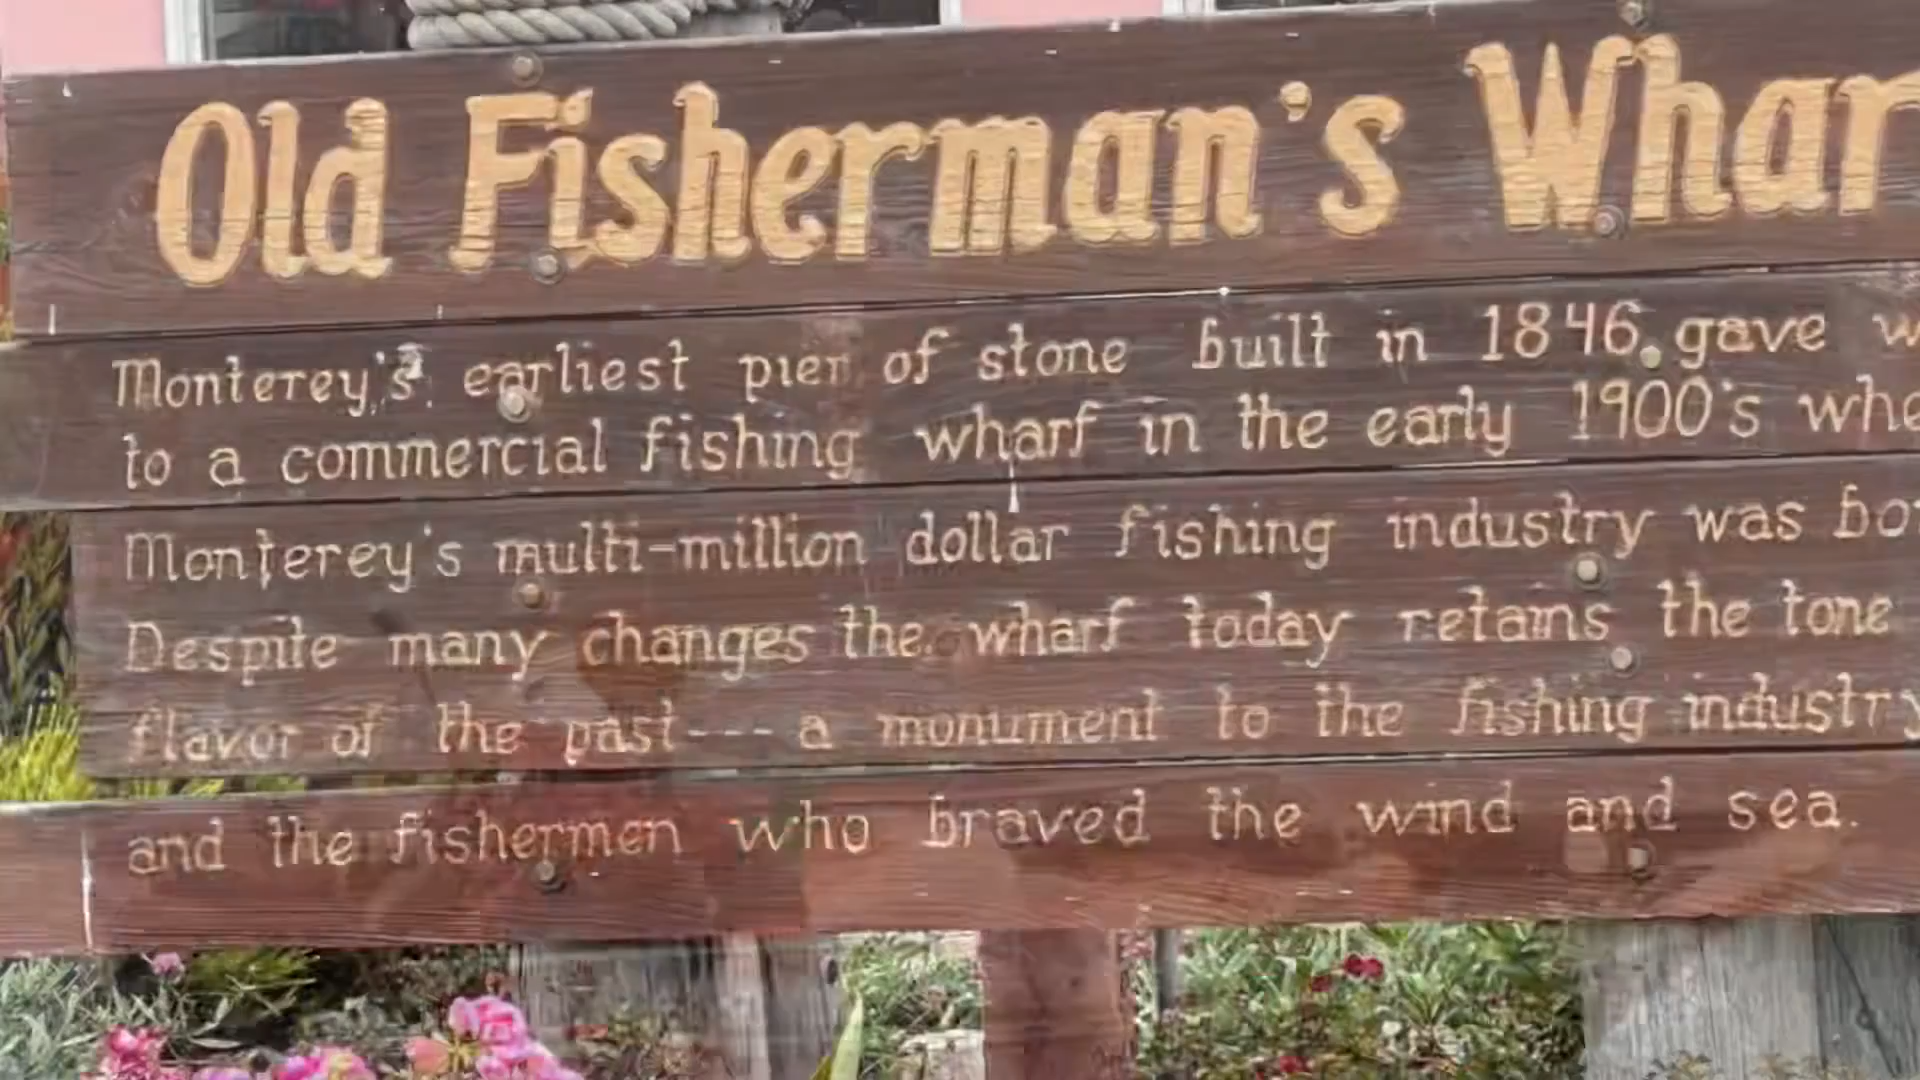 Old Fisherman's Whar
Monterey's earliest pier of stone built in 1846 gave w
to a commercial fishing wharf in the early 1900's whe
Monterey's multi-million dollar fishing industry was bo
Despite many changes the wharf today retains the tone
flavor of the past---a monument to the fishing industry
and the fishermen who braved the wind and sea.